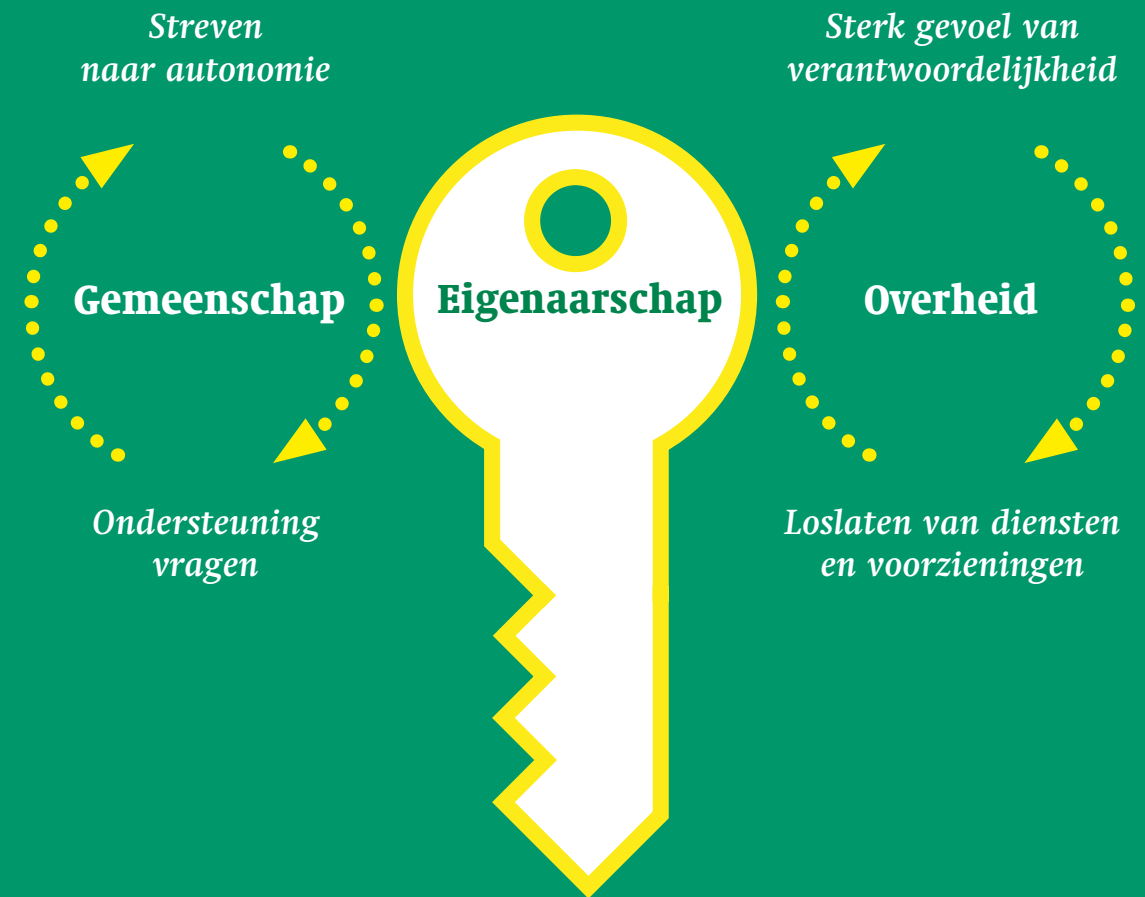 Streven
naar autonomie
Sterk gevoel van
verantwoordelijkheid
Gemeenschap
Eigenaarschap
Overheid
Ondersteuning
vragen
Loslaten van diensten
en voorzieningen